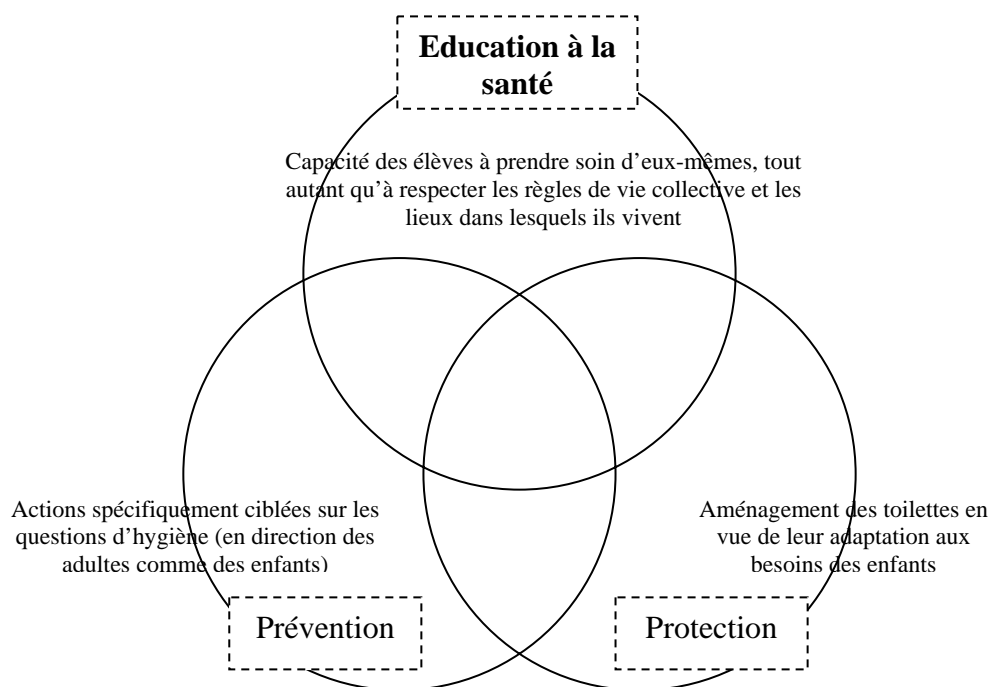 Education à la
santé
Capacité des élèves à prendre soin d’eux-mêmes, tout
autant qu’à respecter les règles de vie collective et les
lieux dans lesquels ils vivent
Actions spécifiquement ciblées sur les
questions d’hygiène (en direction des
adultes comme des enfants)
Aménagement des toilettes en
vue de leur adaptation aux
besoins des enfants
Prévention
Protection